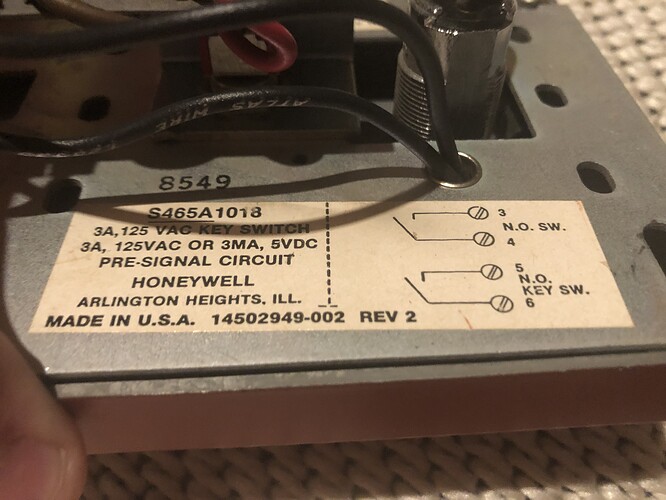 ATLAS WIRE
8549
S465A1018
3A,125 VAC KEY SWITCH
3A, 125VAC OR 3MA, 5VDC
PRE-SIGNAL CIRCUIT
HONEYWELL
ARLINGTON HEIGHTS, ILL.
MADE IN U.S.A. 14502949-002 REV 2
3
N.O. SW.
4
5
N.O.
KEY SW.
6